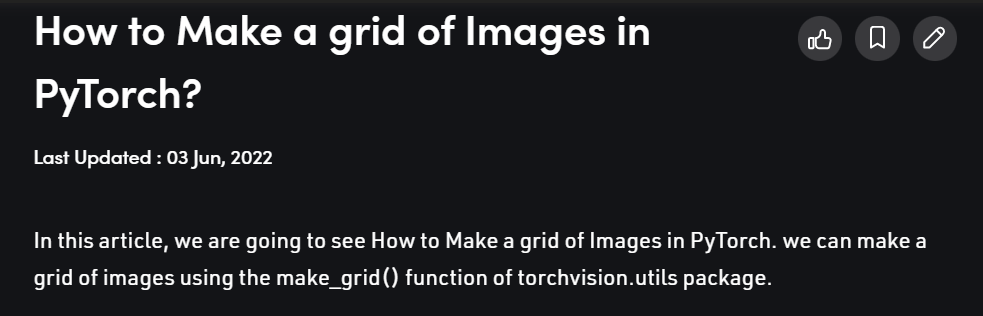 How to Make a grid of Images in
PyTorch?
Last Updated : 03 Jun, 2022
In this article, we are going to see How to Make a grid of Images in PyTorch. we can make a
grid of images using the make_grid() function of torchvision.utils package.